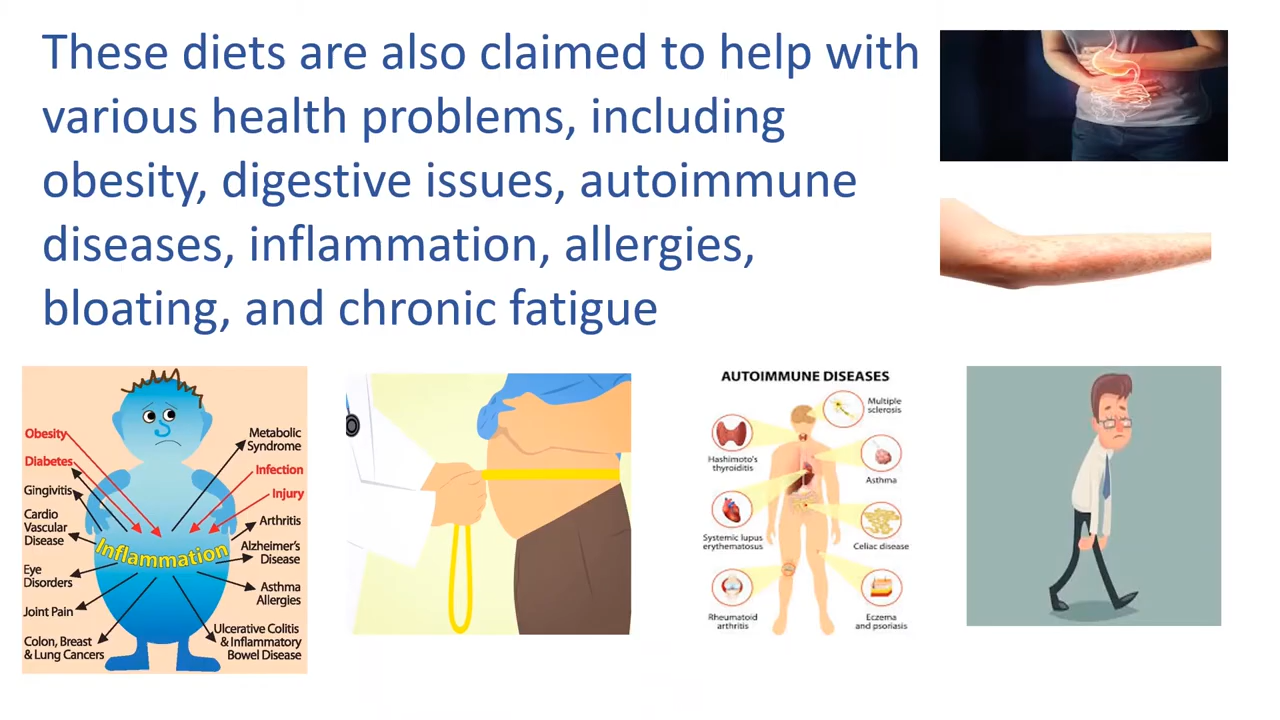 These diets are also claimed to help with
various health problems, including
obesity, digestive issues, autoimmune
diseases, inflammation, allergies,
bloating, and chronic fatigue
Obesity
Diabetes
Gingivitis
Cardio
Vascular
Disease
Eye
Disorders
Joint Pain
Colon, Breast
& Lung Cancers
Inflammation
Metabolic
Syndrome
Infection
Injury
Arthritis
Alzheimer's
Disease
Asthma
Allergies
Ulcerative Colitis
& Inflammatory
Bowel Disease
AUTOIMMUNE DISEASES
Multiple
sclerosis
Hashimoto's
thyroiditis
Asthma
Systemic lupus
erythematosus
Celiac disease
Rheumatoid
arthritis
Eczema
and psoriasis